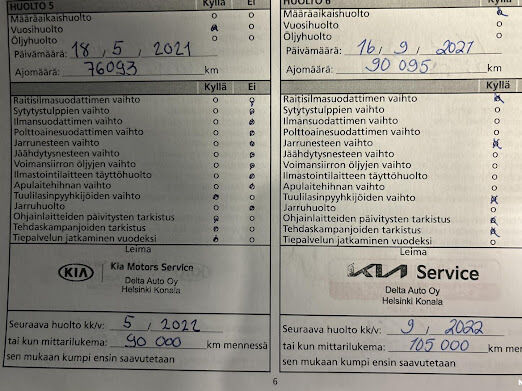 HUOLTO 5
Kyllä Ei
Määräaikaishuolto
Vuosihuolto
Öljyhuolto
Päivämäärä: 18, 5, 2021
Ajomäärä: 76093 km
Kyllä Ei
Raitisilmasuodattimen vaihto
Sytytystulppien vaihto
Ilmansuodattimen vaihto
Polttoainesuodattimen vaihto
Jarrunesteen vaihto
Jäähdytysnesteen vaihto
Voimansiirron öljyjen vaihto
Ilmastointilaitteen täyttöhuolto
Apulaitehihnan vaihto
Tuulilasinpyyhkijöiden vaihto
Jarruhuolto
Ohjainlaitteiden päivitysten tarkistus
Tehdaskampanjoiden tarkistus
Tiepalvelun jatkaminen vuodeksi
Leima
KIA Kia Motors Service
Delta Auto Oy
Helsinki Konala
Seuraava huolto kk/v: 5, 2022
tai kun mittarilukema: 90 000 km mennessä
sen mukaan kumpi ensin saavutetaan
HUOLTO 6
Kyllä
Määräaikaishuolto
Vuosihuolto
Öljyhuolto
Päivämäärä: 16, 9, 2021
Ajomäärä: 90 095 km
Kyllä
Raitisilmasuodattimen vaihto
Sytytystulppien vaihto
Ilmansuodattimen vaihto
Polttoainesuodattimen vaihto
Jarrunesteen vaihto
Jäähdytysnesteen vaihto
Voimansiirron öljyjen vaihto
Ilmastointilaitteen täyttöhuolto
Apulaitehihnan vaihto
Tuulilasinpyyhkijöiden vaihto
Jarruhuolto
Ohjainlaitteiden päivitysten tarkistus
Tehdaskampanjoiden tarkistus
Tiepalvelun jatkaminen vuodeksi
Leima
KIA Service
Delta Auto Oy
Helsinki Konala
Seuraava huolto kk/v: 9, 2022
tai kun mittarilukema: 105 000 km
sen mukaan kumpi ensin saavutetaan
6